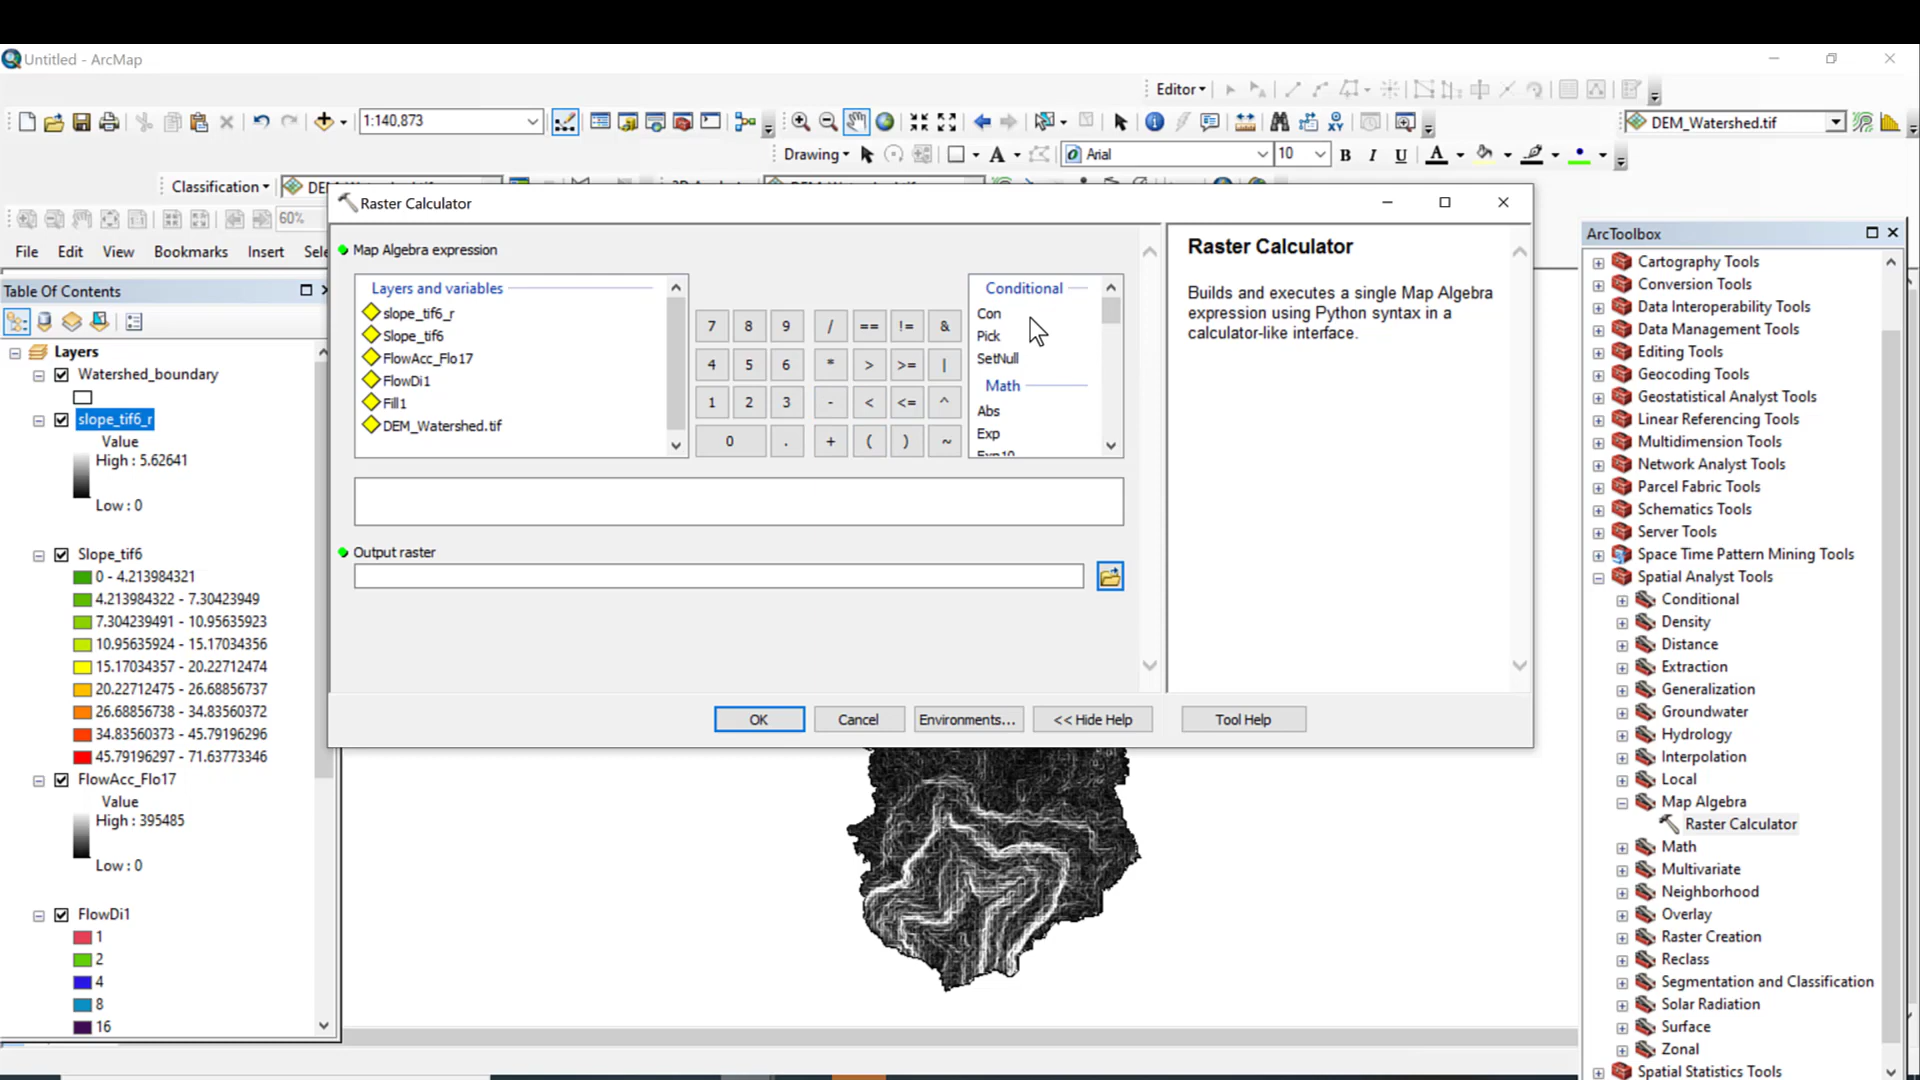 Untitled - ArcMap
Editor
1:140,873
DEM_Watershed.tif
Drawing
A
Arial
10
B I U A
Classification
60%
Raster Calculator
File Edit View Bookmarks Insert
Map Algebra expression
Layers and variables
slope_tif6_r
Slope_tif6
FlowAcc_Flo17
FlowDi1
Fill1
DEM_Watershed.tif
7 8 9 / == != &
4 5 6 * > >= |
1 2 3 - < <= ^
0 . + ( ) ~
Conditional
Con
Pick
SetNull
Math
Abs
Exp
Exp10
Output raster
OK
Cancel
Environments...
<< Hide Help
Tool Help
Raster Calculator
Builds and executes a single Map Algebra
expression using Python syntax in a
calculator-like interface.
Table Of Contents
Layers
Watershed_boundary
slope_tif6_r
Value
High : 5.62641
Low : 0
Slope_tif6
0 - 4.213984321
4.213984322 - 7.30423949
7.304239491 - 10.95635923
10.95635924 - 15.17034356
15.17034357 - 20.22712474
20.22712475 - 26.68856737
26.68856738 - 34.83560372
34.83560373 - 45.79196296
45.79196297 - 71.63773346
FlowAcc_Flo17
Value
High : 395485
Low : 0
FlowDi1
1
2
4
8
16
ArcToolbox
Cartography Tools
Conversion Tools
Data Interoperability Tools
Data Management Tools
Editing Tools
Geocoding Tools
Geostatistical Analyst Tools
Linear Referencing Tools
Multidimension Tools
Network Analyst Tools
Parcel Fabric Tools
Schematics Tools
Server Tools
Space Time Pattern Mining Tools
Spatial Analyst Tools
Conditional
Density
Distance
Extraction
Generalization
Groundwater
Hydrology
Interpolation
Local
Map Algebra
Raster Calculator
Math
Multivariate
Neighborhood
Overlay
Raster Creation
Reclass
Segmentation and Classification
Solar Radiation
Surface
Zonal
Spatial Statistics Tools